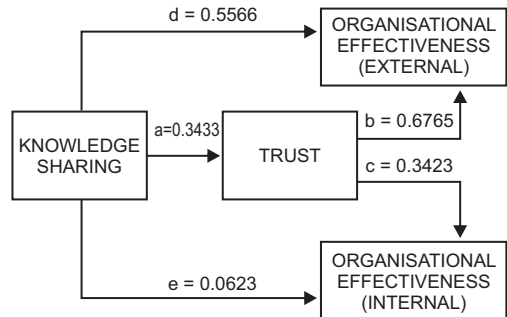 d = 0.5566
ORGANISATIONAL
EFFECTIVENESS
(EXTERNAL)
KNOWLEDGE
SHARING
a=0.3433
TRUST
b = 0.6765
c = 0.3423
e = 0.0623
ORGANISATIONAL
EFFECTIVENESS
(INTERNAL)